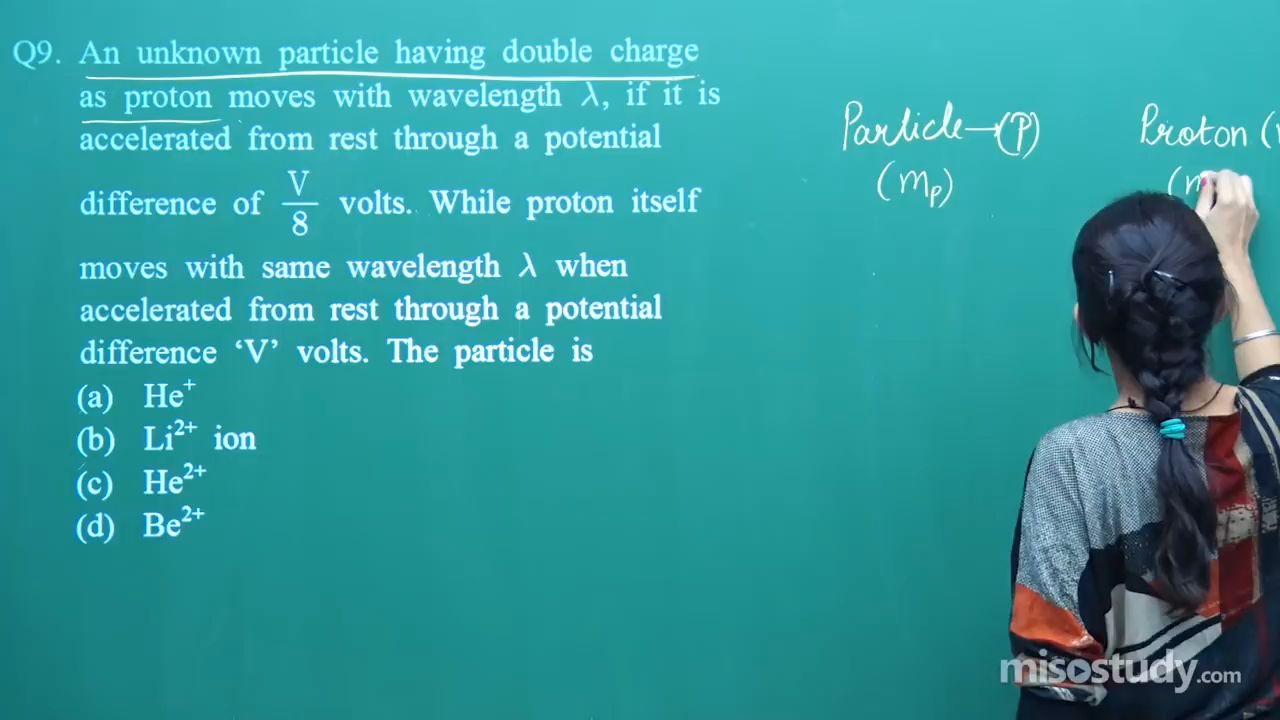 Q9. An unknown particle having double charge
as proton moves with wavelength λ, if it is
accelerated from rest through a potential
difference of V/8 volts. While proton itself
moves with same wavelength λ when
accelerated from rest through a potential
difference ‘V’ volts. The particle is
(a) He⁺
(b) Li²⁺ ion
(c) He²⁺
(d) Be²⁺
Particle→(P) Proton (
(mₚ) (m
misostudy.com